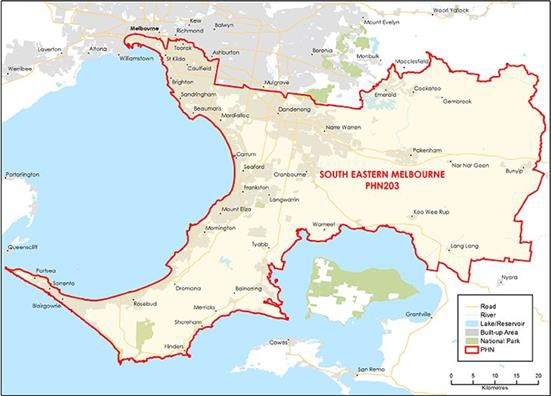 Kew
Woori Yalock
Melbourne
Richmond
Balwyn
Mount Evelyn
Altona
Toorak
Ashburton
Boronia
Monbulk
Macclesfield
Werribee
Williamstown
St Kilda
Caulfield
Brighton
Mulgrave
Emerald
Cockatoo
Sandringham
Gembrook
Beaumaris
Dandenong
Mordialloc
Narre Warren
Carrum
Pakenham
Nar Nar Goon
Seaford
Cranbourne
SOUTH EASTERN MELBOURNE
Bunyip
Portarlington
Frankston
PHN203
Langwarrin
Mount Eliza
Koo Wee Rup
Mornington
Warneet
Queenscliff
Tyabb
Lang Lang
Portsea
Sorrento
Nyora
Dromana
Balnarring
Blairgowrie
Rosebud
Merricks
Grantville
Shoreham
Flinders
Cowes
San Remo
Road
River
Lake/Reservoir
Built-up Area
National Park
PHN
0 5 10 15 20
Kilometres